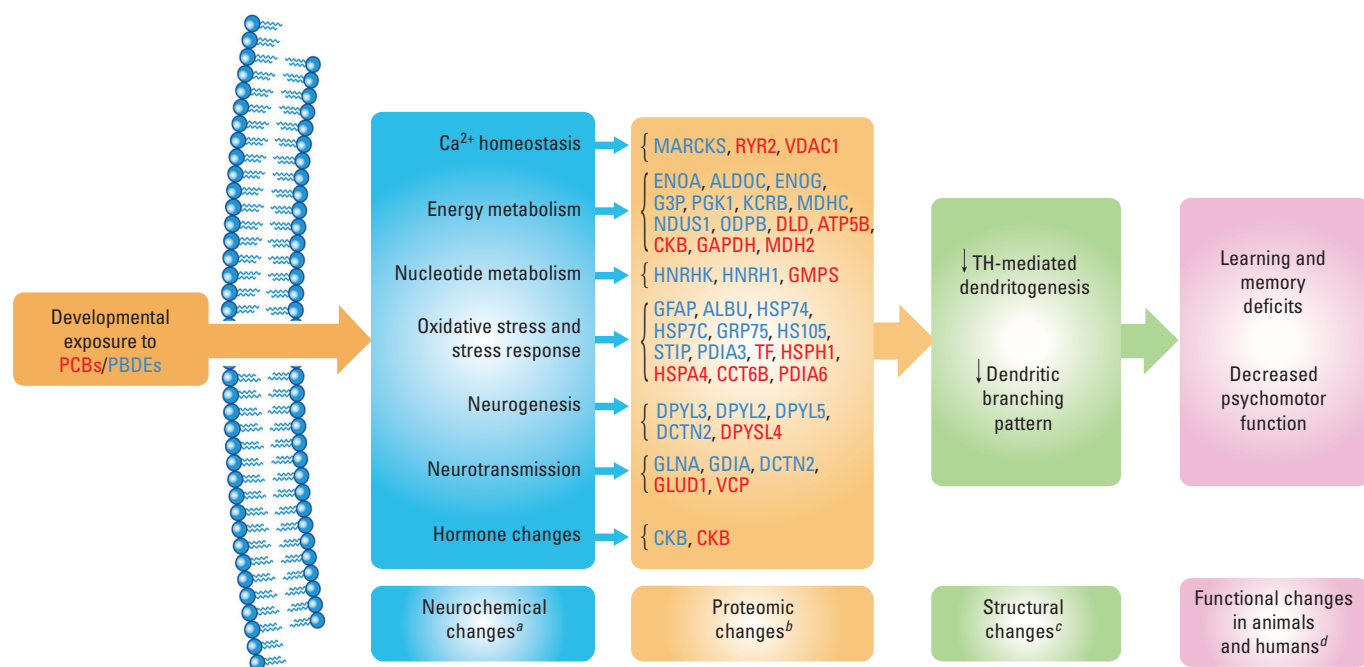 Developmental
exposure to
PCBs/PBDEs
Ca2+ homeostasis
MARCKS, RYR2, VDAC1
Energy metabolism
ENOA, ALDOC, ENOG,
G3P, PGK1, KCRB, MDHC,
NDUS1, ODPB, DLD, ATP5B,
CKB, GAPDH, MDH2
Nucleotide metabolism
HNRHK, HNRH1, GMPS
Oxidative stress and
stress response
GFAP, ALBU, HSP74,
HSP7C, GRP75, HS105,
STIP, PDIA3, TF, HSPH1,
HSPA4, CCT6B, PDIA6
Neurogenesis
DPYL3, DPYL2, DPYL5,
DCTN2, DPYSL4
Neurotransmission
GLNA, GDIA, DCTN2,
GLUD1, VCP
Hormone changes
CKB, CKB
↓ TH-mediated
dendritogenesis
↓ Dendritic
branching
pattern
Learning and
memory
deficits
Decreased
psychomotor
function
Neurochemical
changesa
Proteomic
changesb
Structural
changesc
Functional changes
in animals
and humansd